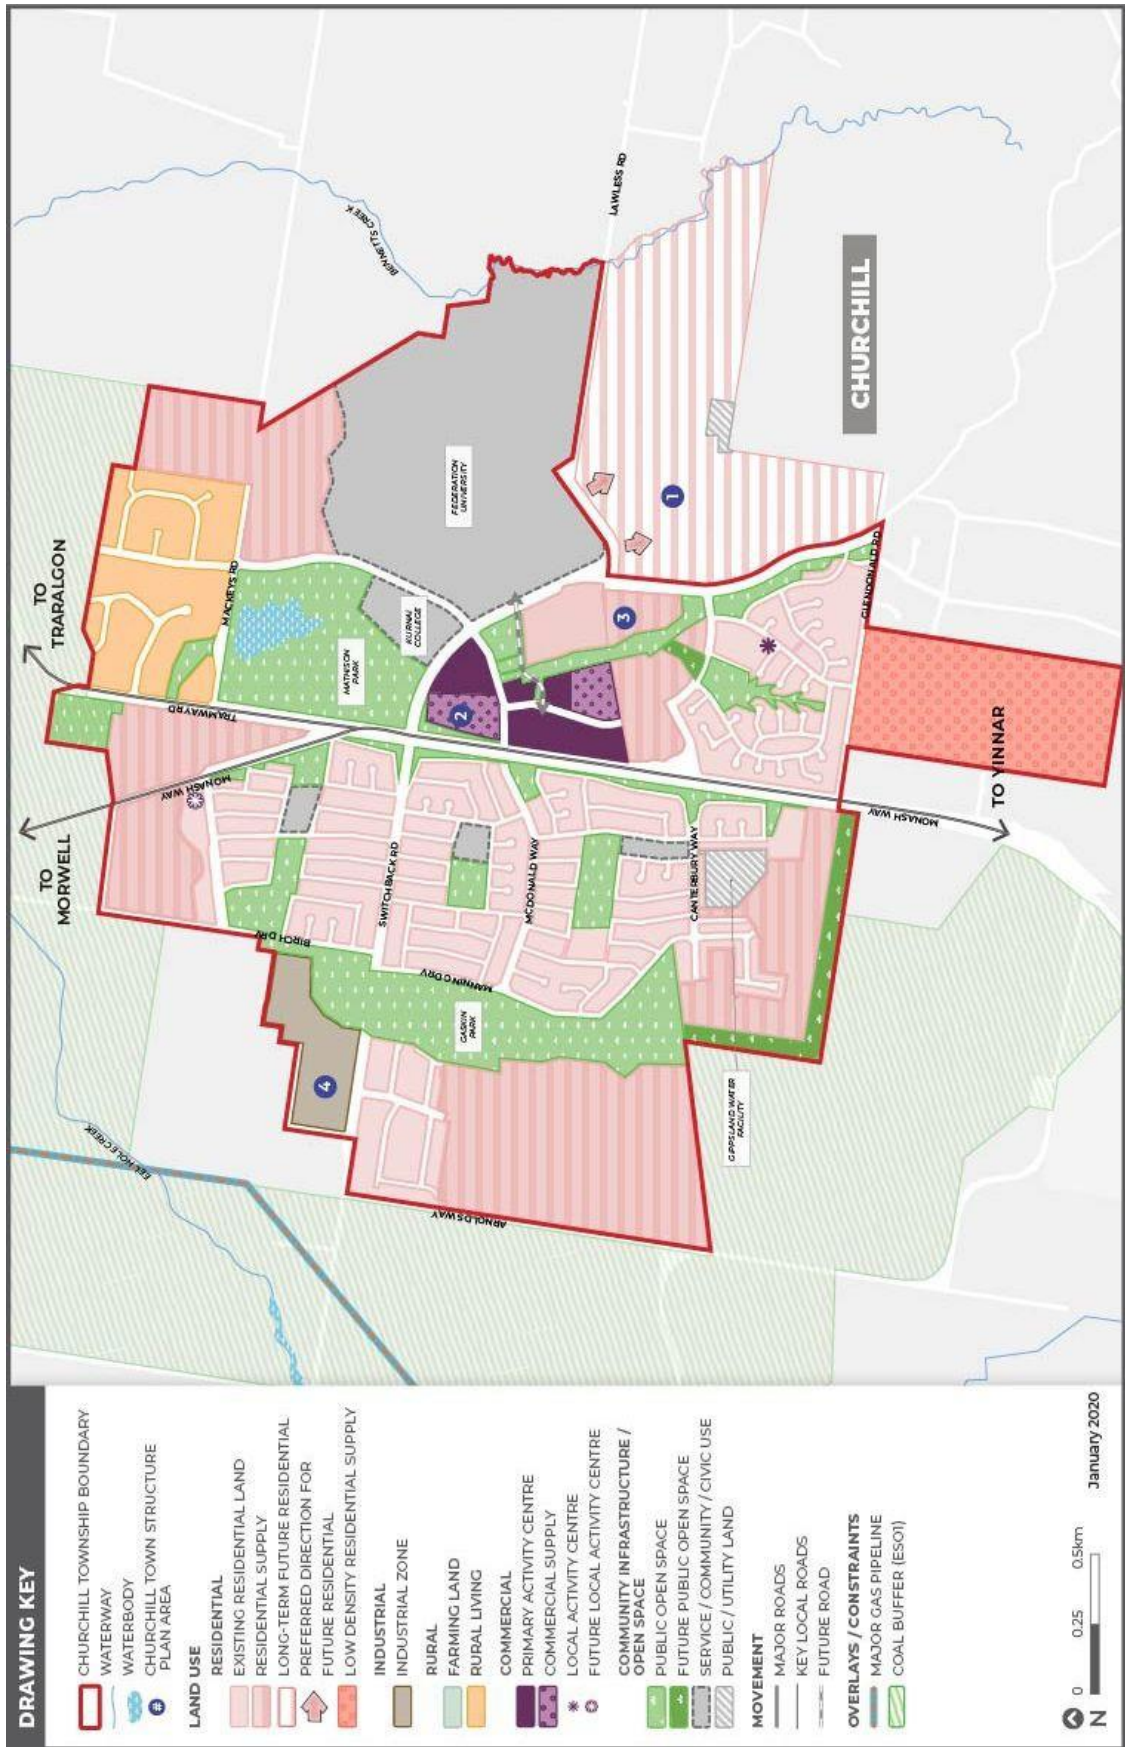 DRAWING KEY
CHURCHILL TOWNSHIP BOUNDARY
WATERWAY
WATERBODY
CHURCHILL TOWN STRUCTURE
PLAN AREA
#
LAND USE
RESIDENTIAL
EXISTING RESIDENTIAL LAND
RESIDENTIAL SUPPLY
LONG-TERM FUTURE RESIDENTIAL
PREFERRED DIRECTION FOR
FUTURE RESIDENTIAL
LOW DENSITY RESIDENTIAL SUPPLY
INDUSTRIAL
INDUSTRIAL ZONE
RURAL
FARMING LAND
RURAL LIVING
COMMERCIAL
PRIMARY ACTIVITY CENTRE
COMMERCIAL SUPPLY
LOCAL ACTIVITY CENTRE
FUTURE LOCAL ACTIVITY CENTRE
COMMUNITY INFRASTRUCTURE /
OPEN SPACE
PUBLIC OPEN SPACE
FUTURE PUBLIC OPEN SPACE
SERVICE / COMMUNITY / CIVIC USE
PUBLIC / UTILITY LAND
MOVEMENT
MAJOR ROADS
KEY LOCAL ROADS
FUTURE ROAD
OVERLAYS / CONSTRAINTS
MAJOR GAS PIPELINE
COAL BUFFER (ESO1)
N
0
0.25
0.5km
January 2020
TO
MORWELL
TO
TRARALGON
EEL HOLE CREEK
BENNETTS CREEK
MONASH WAY
TRAMWAY RD
MACKEYS RD
BIRCH DRV
MATHISON
PARK
KURNAI
COLLEGE
FEDERATION
UNIVERSITY
4
2
SWITCHBACK RD
ARNOLDS WAY
GASKIN
PARK
MANNING DRV
MCDONALD WAY
LAWLESS RD
3
1
CANTERBURY WAY
GIPPSLAND WATER
FACILITY
GLENDONALD RD
CHURCHILL
MONASH WAY
TO YINNAR